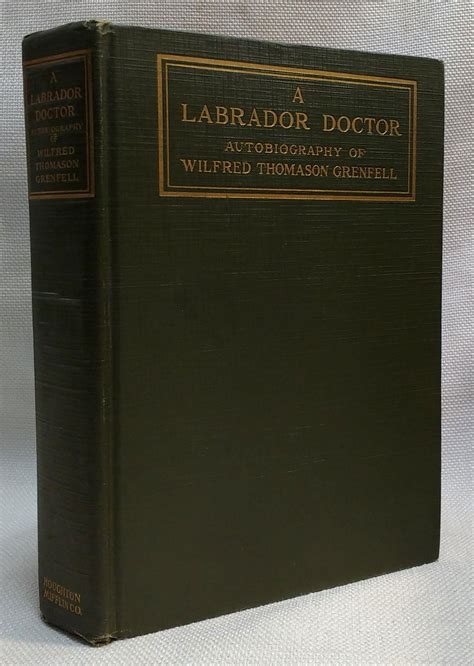 A
LABRADOR
DOCTOR
AUTOBIOGRAPHY
OF
WILFRED
THOMASON
GRENFELL
HOUGHTON
MIFFLIN CO.
A
LABRADOR DOCTOR
AUTOBIOGRAPHY OF
WILFRED THOMASON GRENFELL